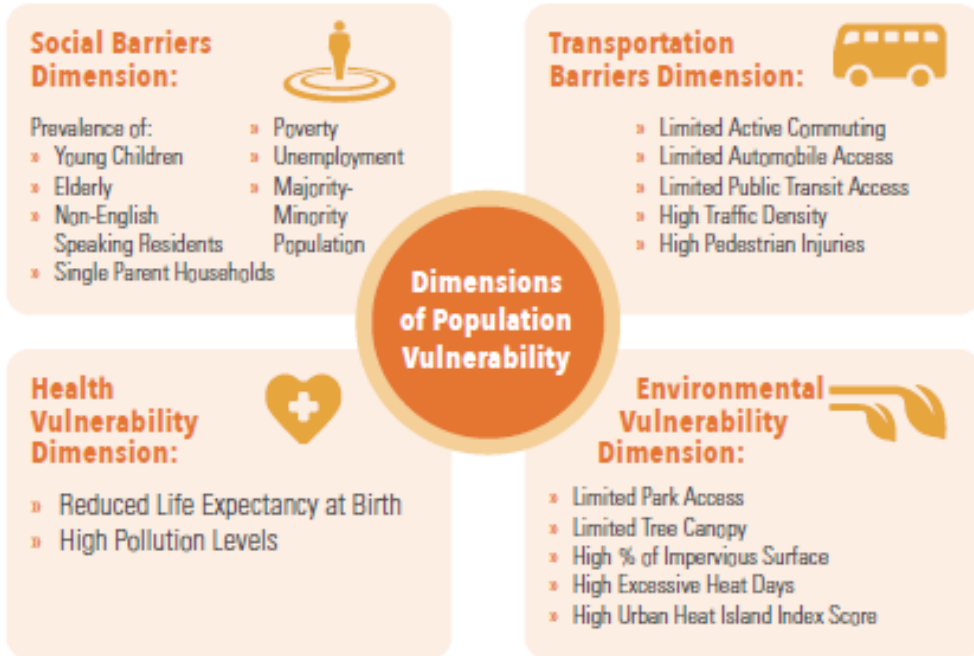 Social Barriers
Dimension:
Prevalence of:
» Young Children
» Elderly
» Non-English
Speaking Residents
» Single Parent Households
» Poverty
» Unemployment
» Majority-
Minority
Population
Transportation
Barriers Dimension:
» Limited Active Commuting
» Limited Automobile Access
» Limited Public Transit Access
» High Traffic Density
» High Pedestrian Injuries
Dimensions
of Population
Vulnerability
Health
Vulnerability
Dimension:
» Reduced Life Expectancy at Birth
» High Pollution Levels
Environmental
Vulnerability
Dimension:
» Limited Park Access
» Limited Tree Canopy
» High % of Impervious Surface
» High Excessive Heat Days
» High Urban Heat Island Index Score